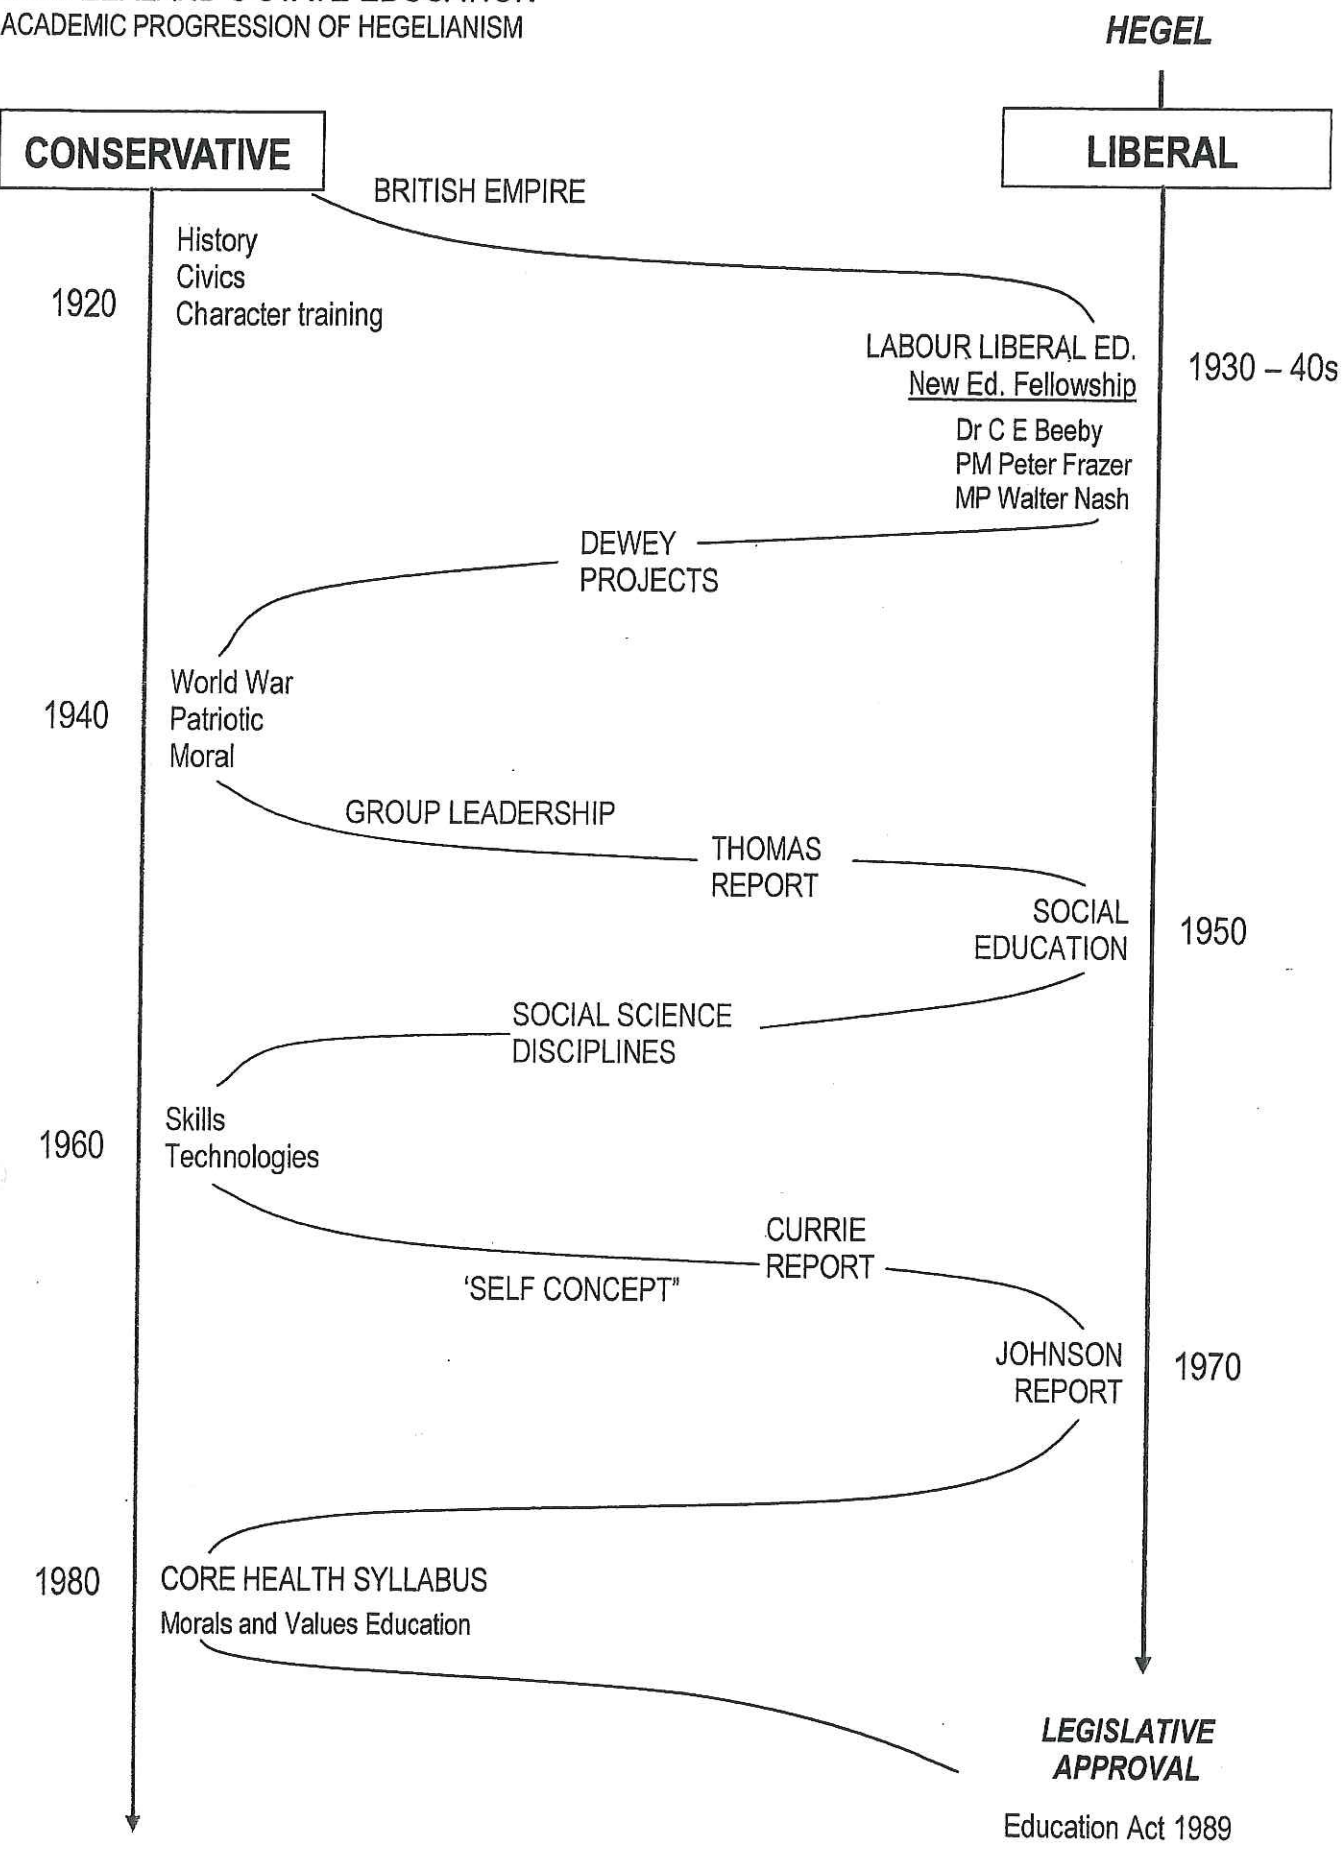 ACADEMIC PROGRESSION OF HEGELIANISM
HEGEL
CONSERVATIVE
LIBERAL
BRITISH EMPIRE
History
Civics
Character training
1920
LABOUR LIBERAL ED.
New Ed. Fellowship
1930 – 40s
Dr C E Beeby
PM Peter Frazer
MP Walter Nash
DEWEY
PROJECTS
World War
Patriotic
Moral
1940
GROUP LEADERSHIP
THOMAS
REPORT
SOCIAL
EDUCATION
1950
SOCIAL SCIENCE
DISCIPLINES
Skills
Technologies
1960
CURRIE
REPORT
‘SELF CONCEPT”
JOHNSON
REPORT
1970
1980
CORE HEALTH SYLLABUS
Morals and Values Education
LEGISLATIVE
APPROVAL
Education Act 1989